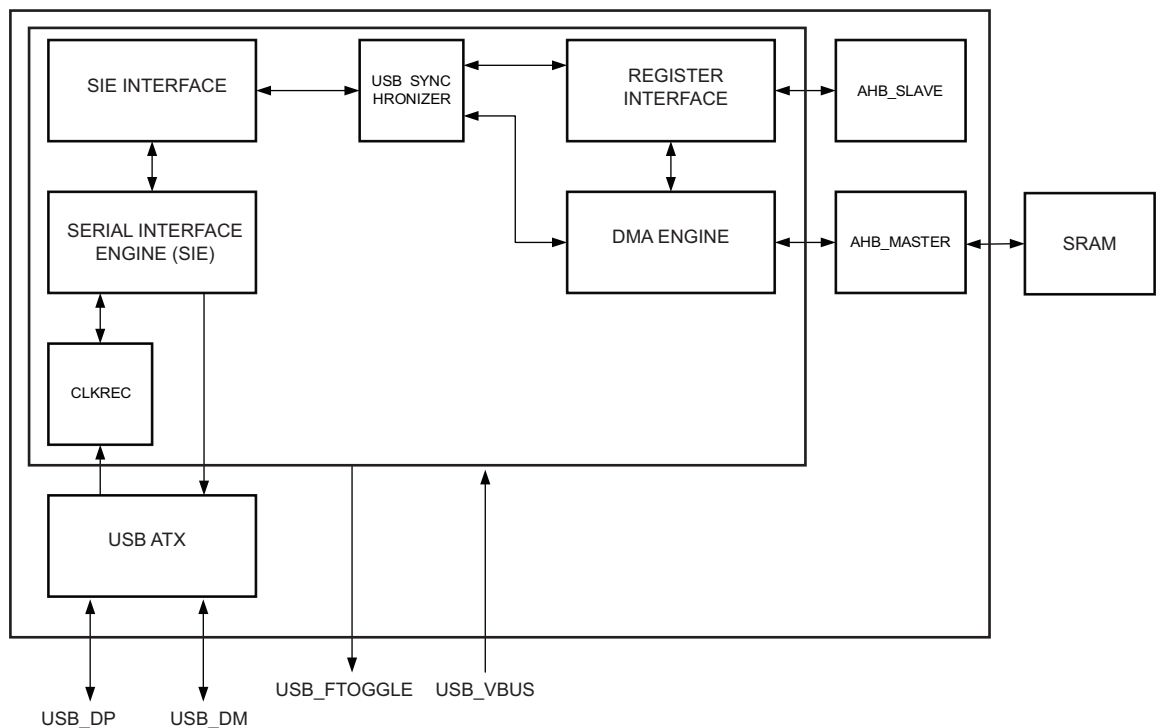 SIE INTERFACE
USB SYNC
HRONIZER
REGISTER
INTERFACE
AHB_SLAVE
SERIAL INTERFACE
ENGINE (SIE)
DMA ENGINE
AHB_MASTER
SRAM
CLKREC
USB ATX
USB_FTOGGLE
USB_VBUS
USB_DP
USB_DM